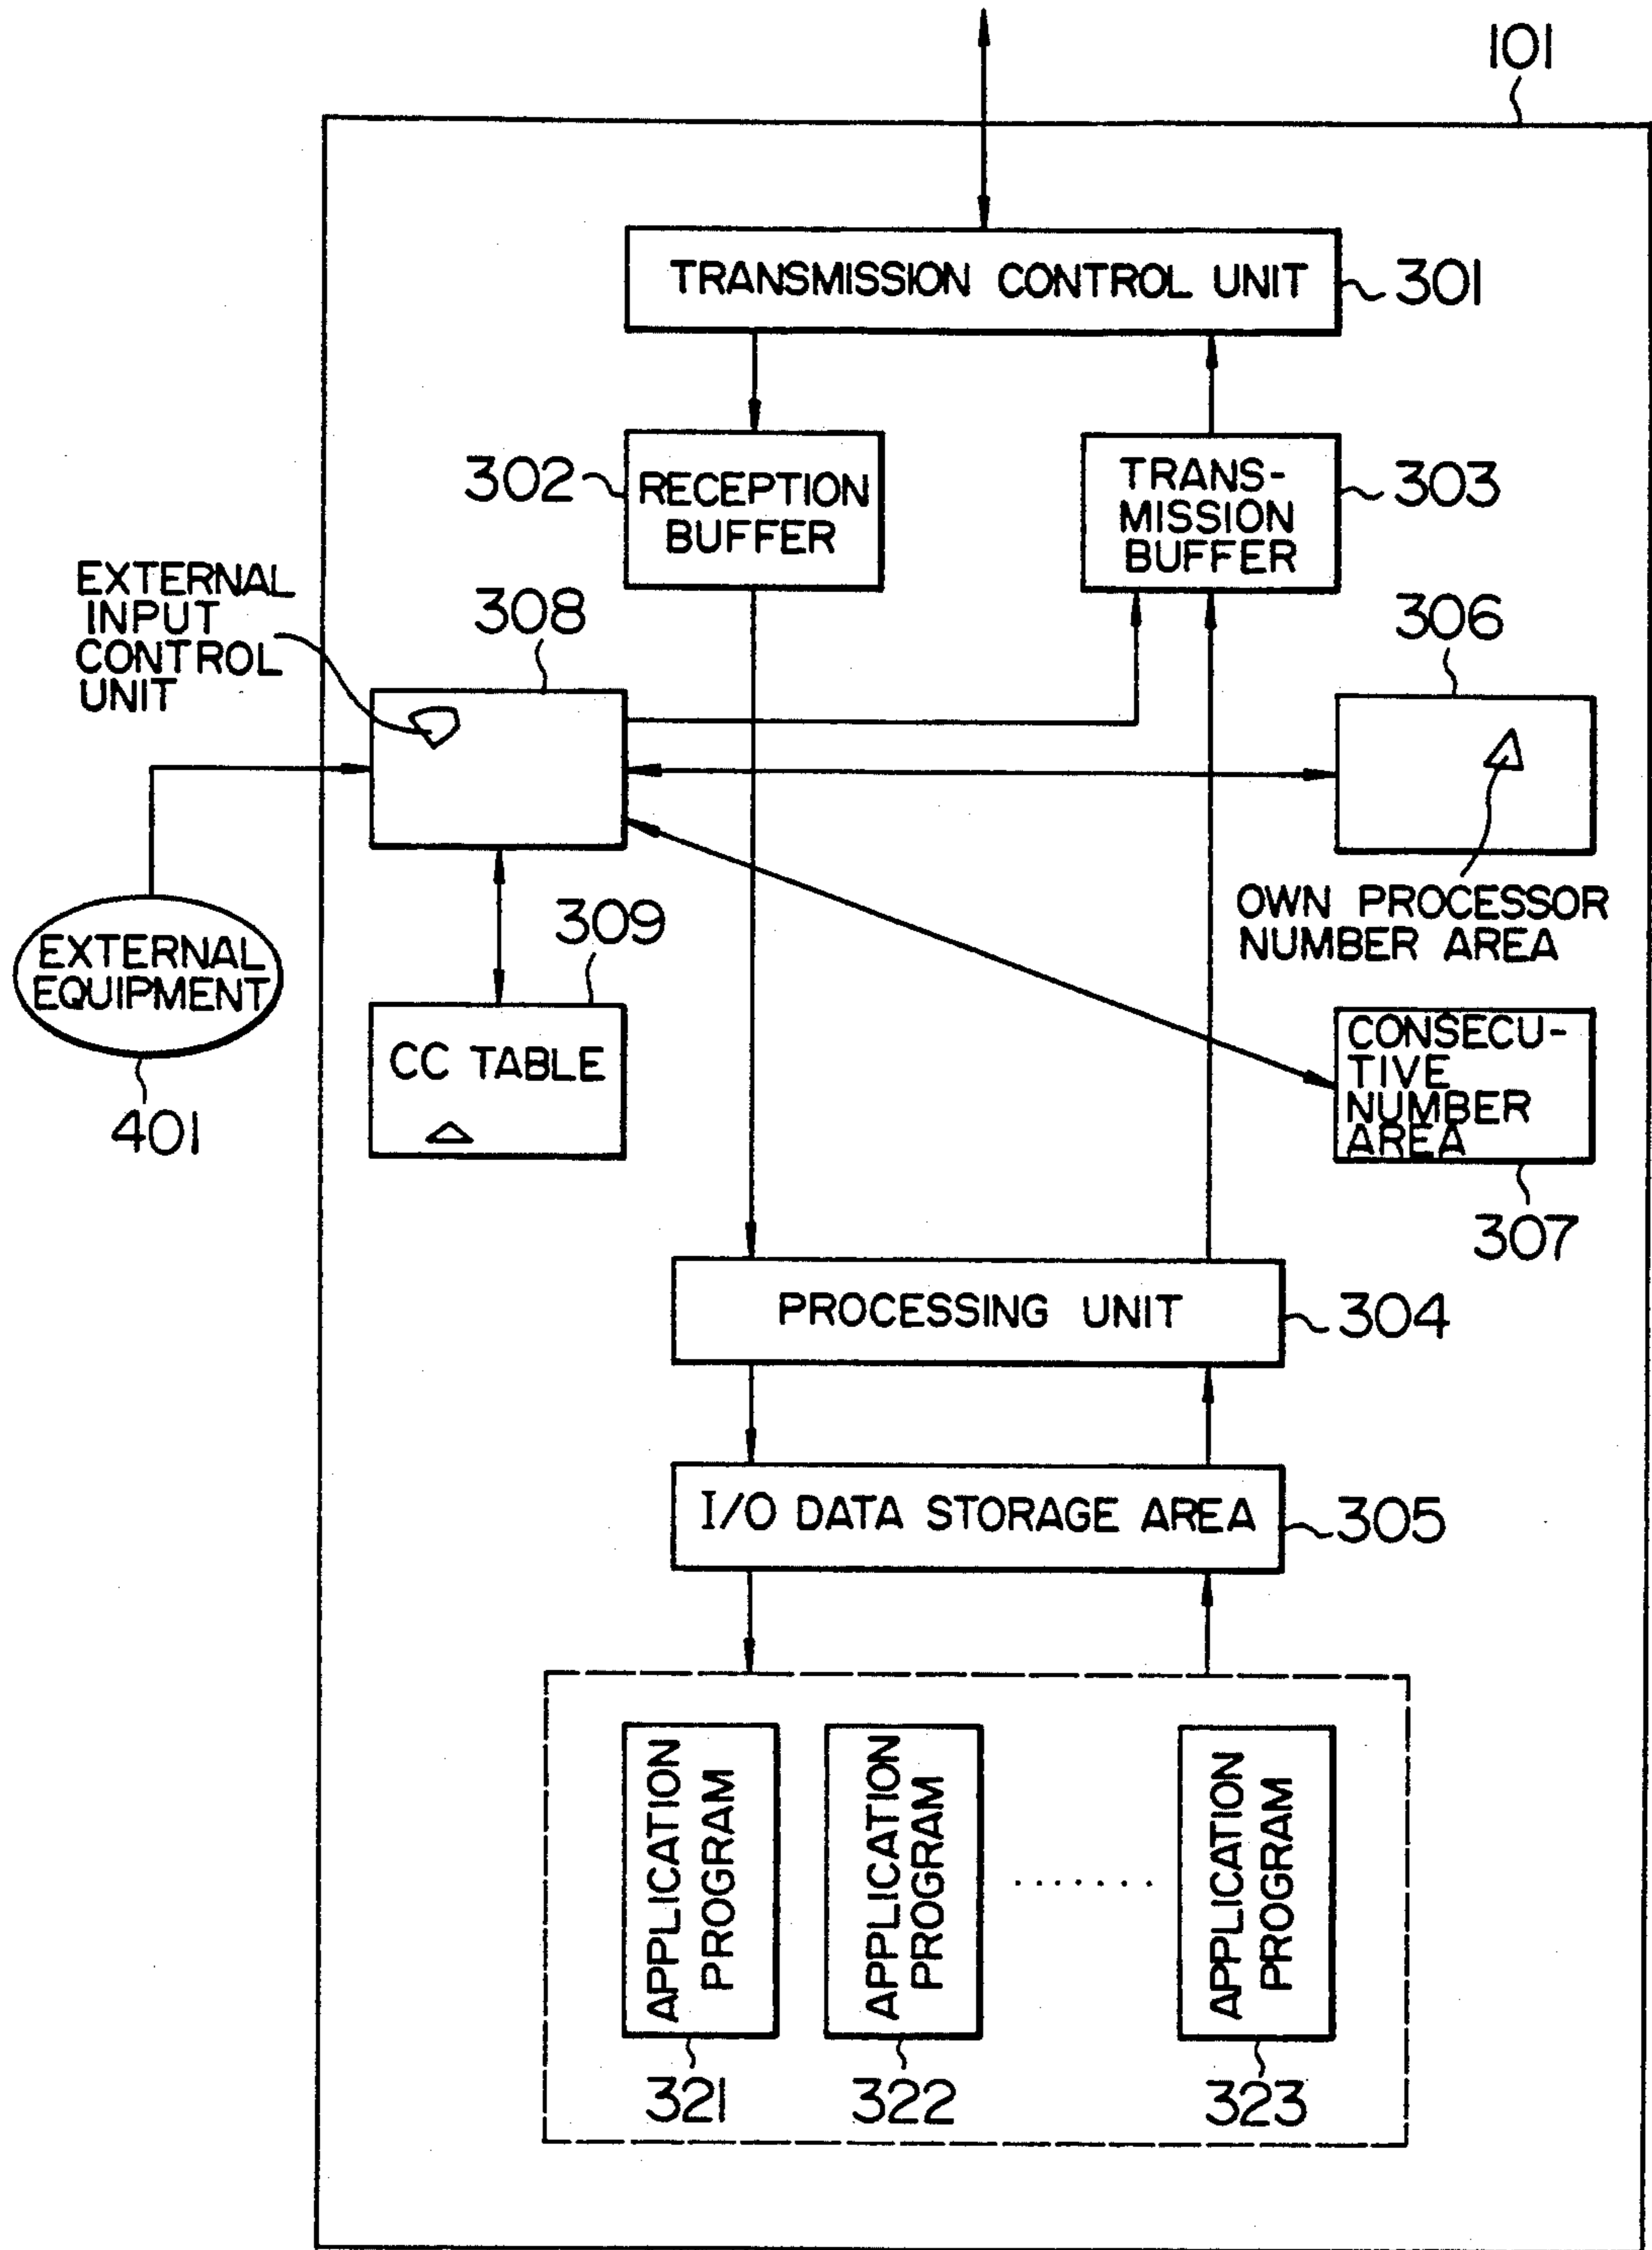 101
TRANSMISSION CONTROL UNIT
301
302
RECEPTION
BUFFER
TRANS-
MISSION
BUFFER
303
EXTERNAL
INPUT
CONTROL
UNIT
308
306
OWN PROCESSOR
NUMBER AREA
EXTERNAL
EQUIPMENT
401
309
CC TABLE
CONSECU-
TIVE
NUMBER
AREA
307
PROCESSING UNIT
304
I/O DATA STORAGE AREA
305
APPLICATION
PROGRAM
APPLICATION
PROGRAM
.......
APPLICATION
PROGRAM
321
322
323